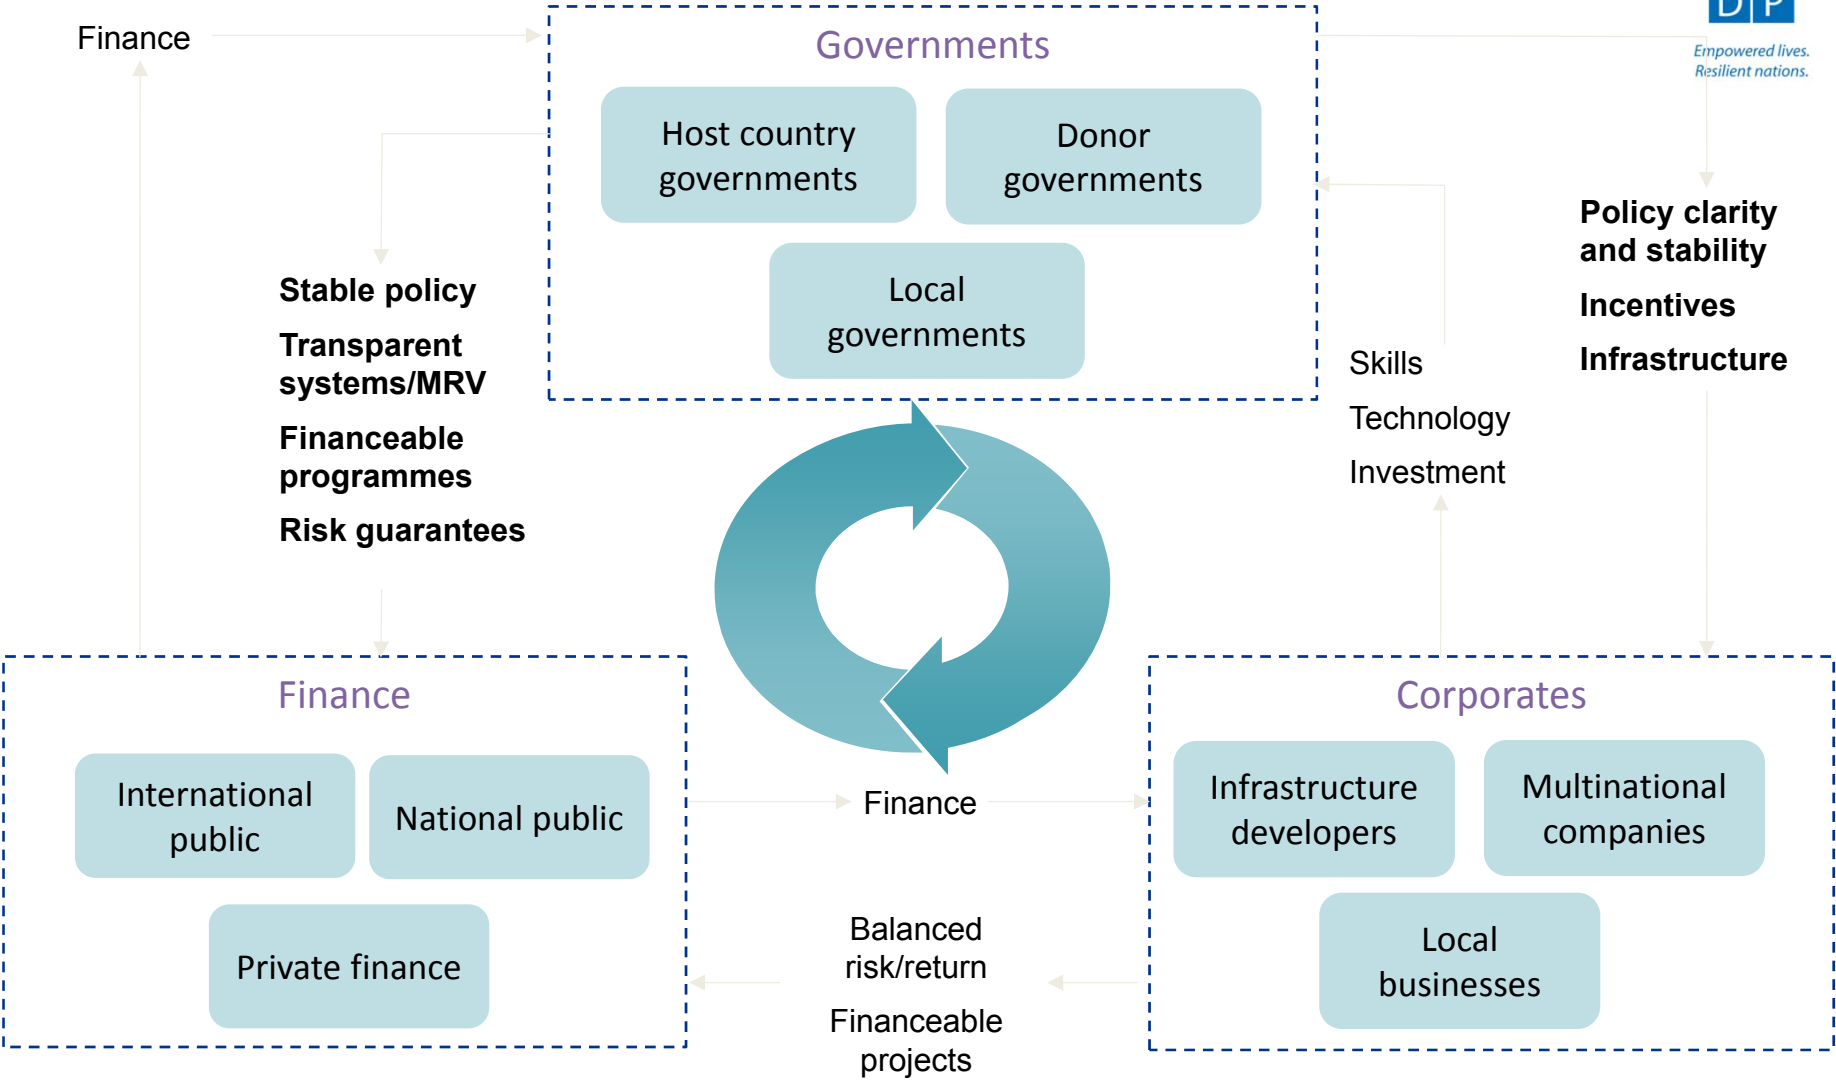 D P
Empowered lives.
Resilient nations.
Finance
Governments
Host country
governments
Donor
governments
Local
governments
Stable policy
Transparent
systems/MRV
Financeable
programmes
Risk guarantees
Policy clarity
and stability
Incentives
Infrastructure
Skills
Technology
Investment
Finance
International
public
National public
Private finance
Finance
Balanced
risk/return
Financeable
projects
Corporates
Infrastructure
developers
Multinational
companies
Local
businesses